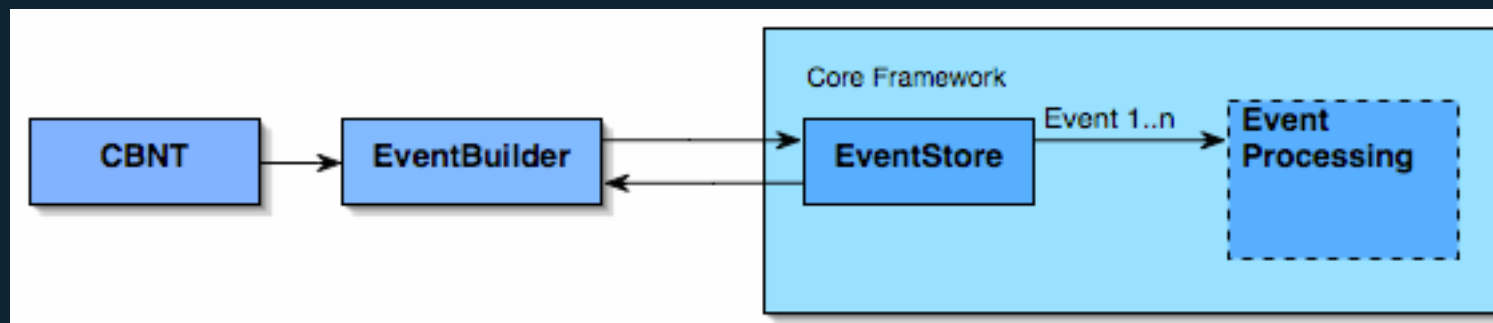 Core Framework
CBNT
EventBuilder
EventStore
Event 1..n
Event
Processing